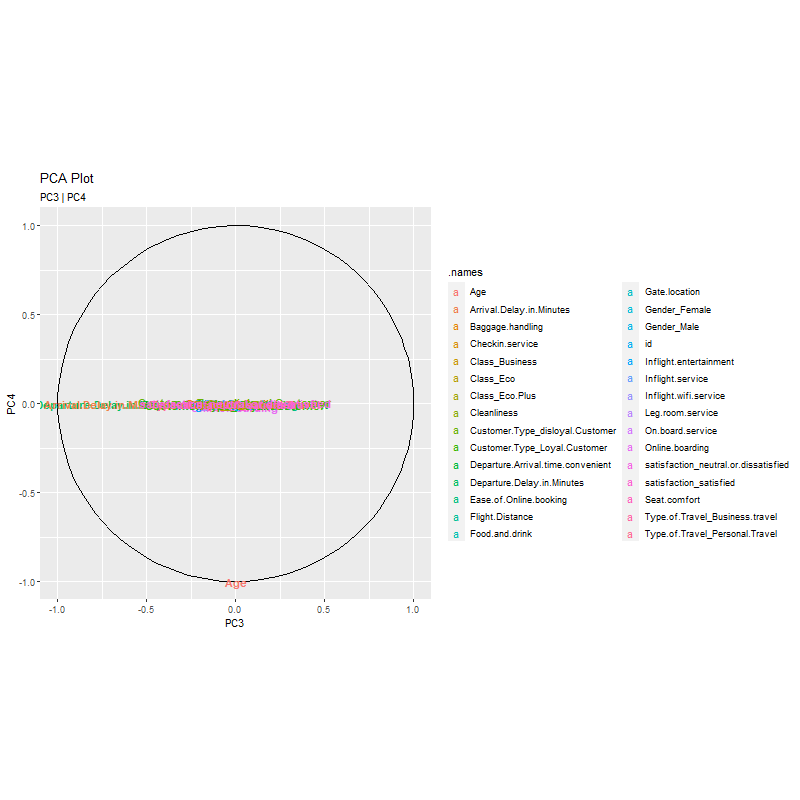 PCA Plot
PC3 | PC4
1.0
0.5
0.0
-0.5
-1.0
PC4
Age
-1.0
-0.5
0.0
0.5
1.0
PC3
.names
a Age
a Arrival.Delay.in.Minutes
a Baggage.handling
a Checkin.service
a Class_Business
a Class_Eco
a Class_Eco.Plus
a Cleanliness
a Customer.Type_disloyal.Customer
a Customer.Type_Loyal.Customer
a Departure.Arrival.time.convenient
a Departure.Delay.in.Minutes
a Ease.of.Online.booking
a Flight.Distance
a Food.and.drink
a Gate.location
a Gender_Female
a Gender_Male
a id
a Inflight.entertainment
a Inflight.service
a Inflight.wifi.service
a Leg.room.service
a On.board.service
a Online.boarding
a satisfaction_neutral.or.dissatisfied
a satisfaction_satisfied
a Seat.comfort
a Type.of.Travel_Business.travel
a Type.of.Travel_Personal.Travel